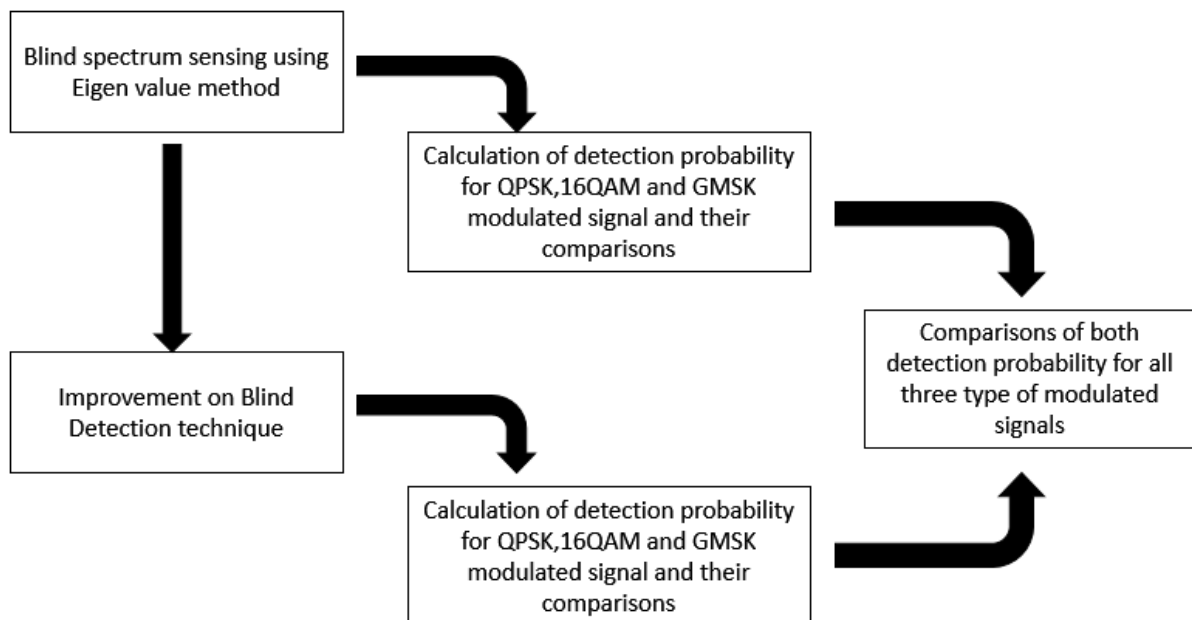 Blind spectrum sensing using
Eigen value method
Calculation of detection probability
for QPSK,16QAM and GMSK
modulated signal and their
comparisons
Comparisons of both
detection probability for all
three type of modulated
signals
Improvement on Blind
Detection technique
Calculation of detection probability
for QPSK,16QAM and GMSK
modulated signal and their
comparisons